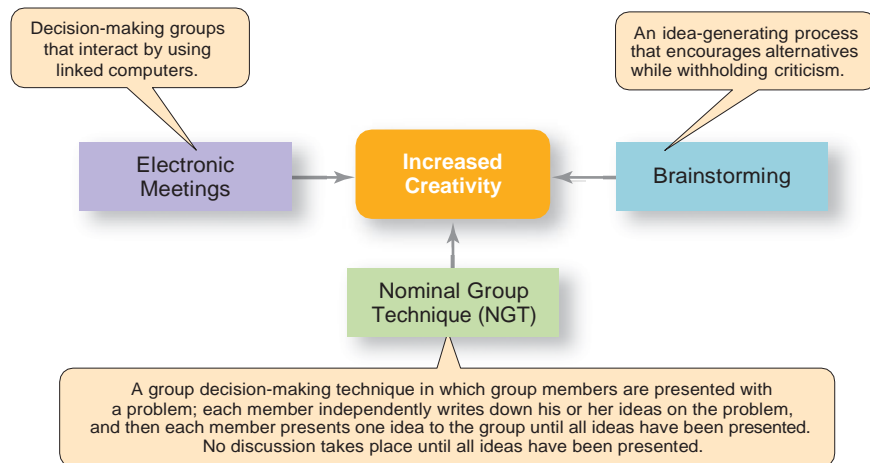 Decision-making groups
that interact by using
linked computers.
An idea-generating process
that encourages alternatives
while withholding criticism.
Electronic
Meetings
Increased
Creativity
Brainstorming
Nominal Group
Technique (NGT)
A group decision-making technique in which group members are presented with
a problem; each member independently writes down his or her ideas on the problem,
and then each member presents one idea to the group until all ideas have been presented.
No discussion takes place until all ideas have been presented.